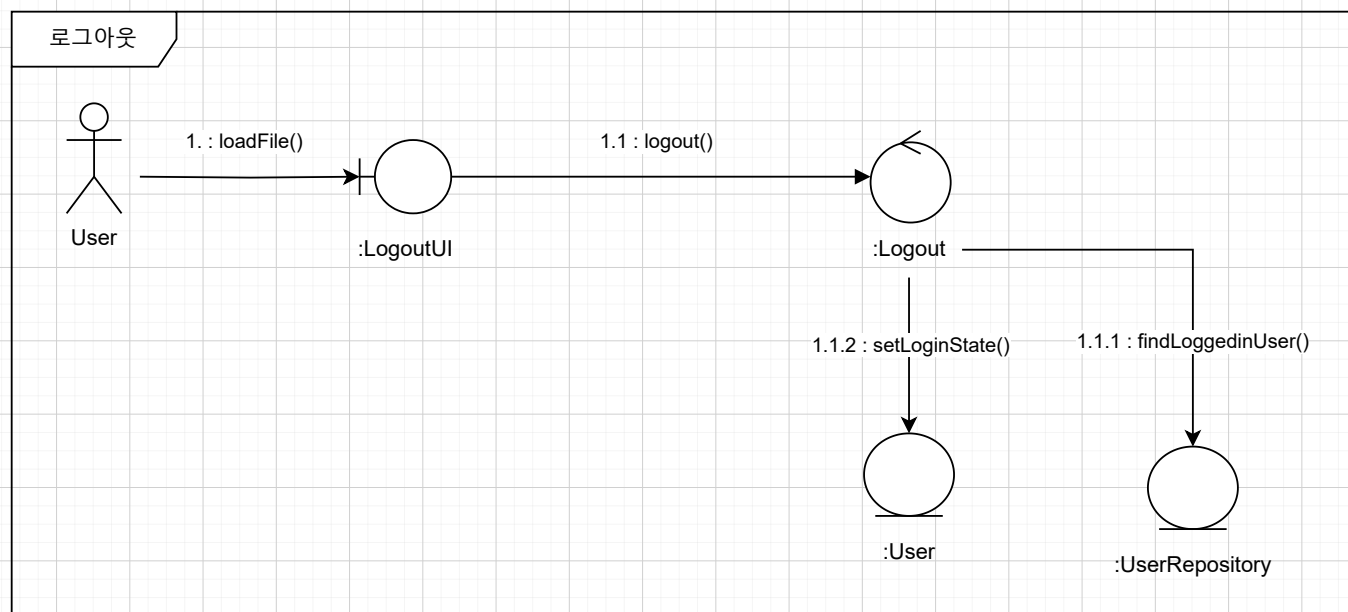 로그아웃
1. : loadFile()
1.1 : logout()
User
:LogoutUI
:Logout
1.1.2 : setLoginState()
1.1.1 : findLoggedinUser()
:User
:UserRepository